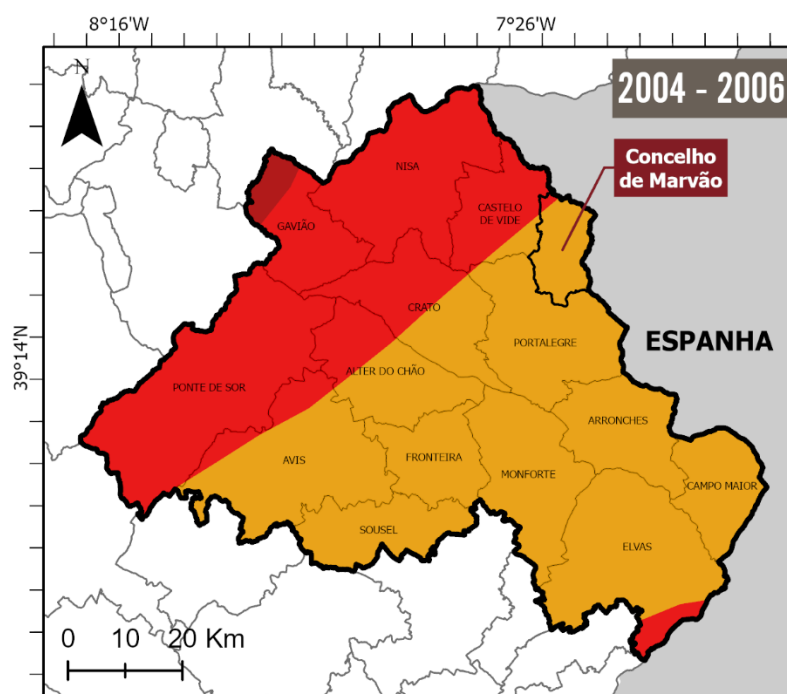 8°16'W
7°26'W
N
2004 - 2006
Concelho
de Marvão
NISA
CASTELO
DE VIDE
GAVIÃO
CRATO
39°14'N
ESPANHA
PORTALEGRE
ALTER DO CHÃO
PONTE DE SOR
ARRONCHES
AVIS
FRONTEIRA
MONFORTE
CAMPO MAIOR
SOUSEL
ELVAS
0 10 20 Km